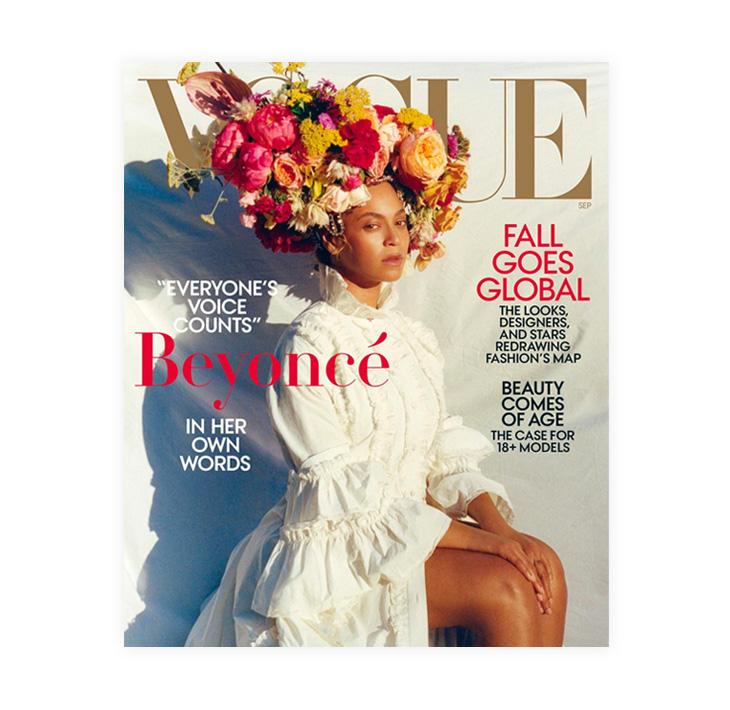 VOGUE
SEP
FALL
GOES
GLOBAL
THE LOOKS,
DESIGNERS,
AND STARS
REDRAWING
FASHION'S MAP
"EVERYONE'S
VOICE
COUNTS"
Beyoncé
IN HER
OWN
WORDS
BEAUTY
COMES
OF AGE
THE CASE FOR
18+ MODELS